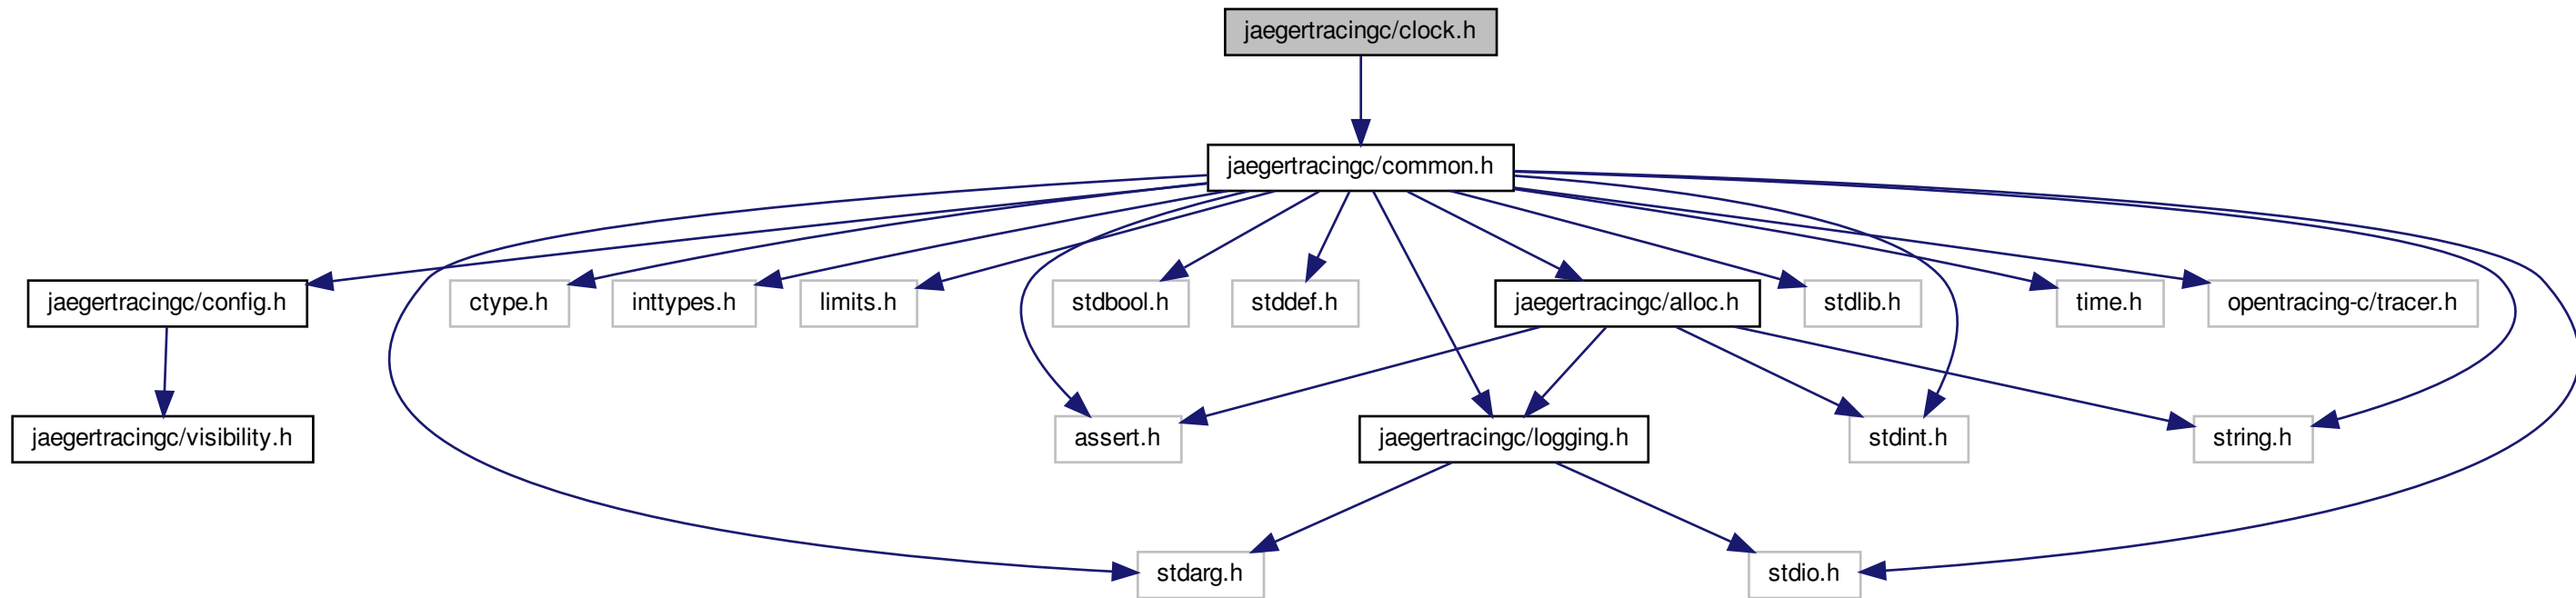 jaegertracingc/clock.h
jaegertracingc/common.h
jaegertracingc/config.h
ctype.h
inttypes.h
limits.h
stdbool.h
stddef.h
jaegertracingc/alloc.h
stdlib.h
time.h
opentracing-c/tracer.h
jaegertracingc/visibility.h
assert.h
jaegertracingc/logging.h
stdint.h
string.h
stdarg.h
stdio.h